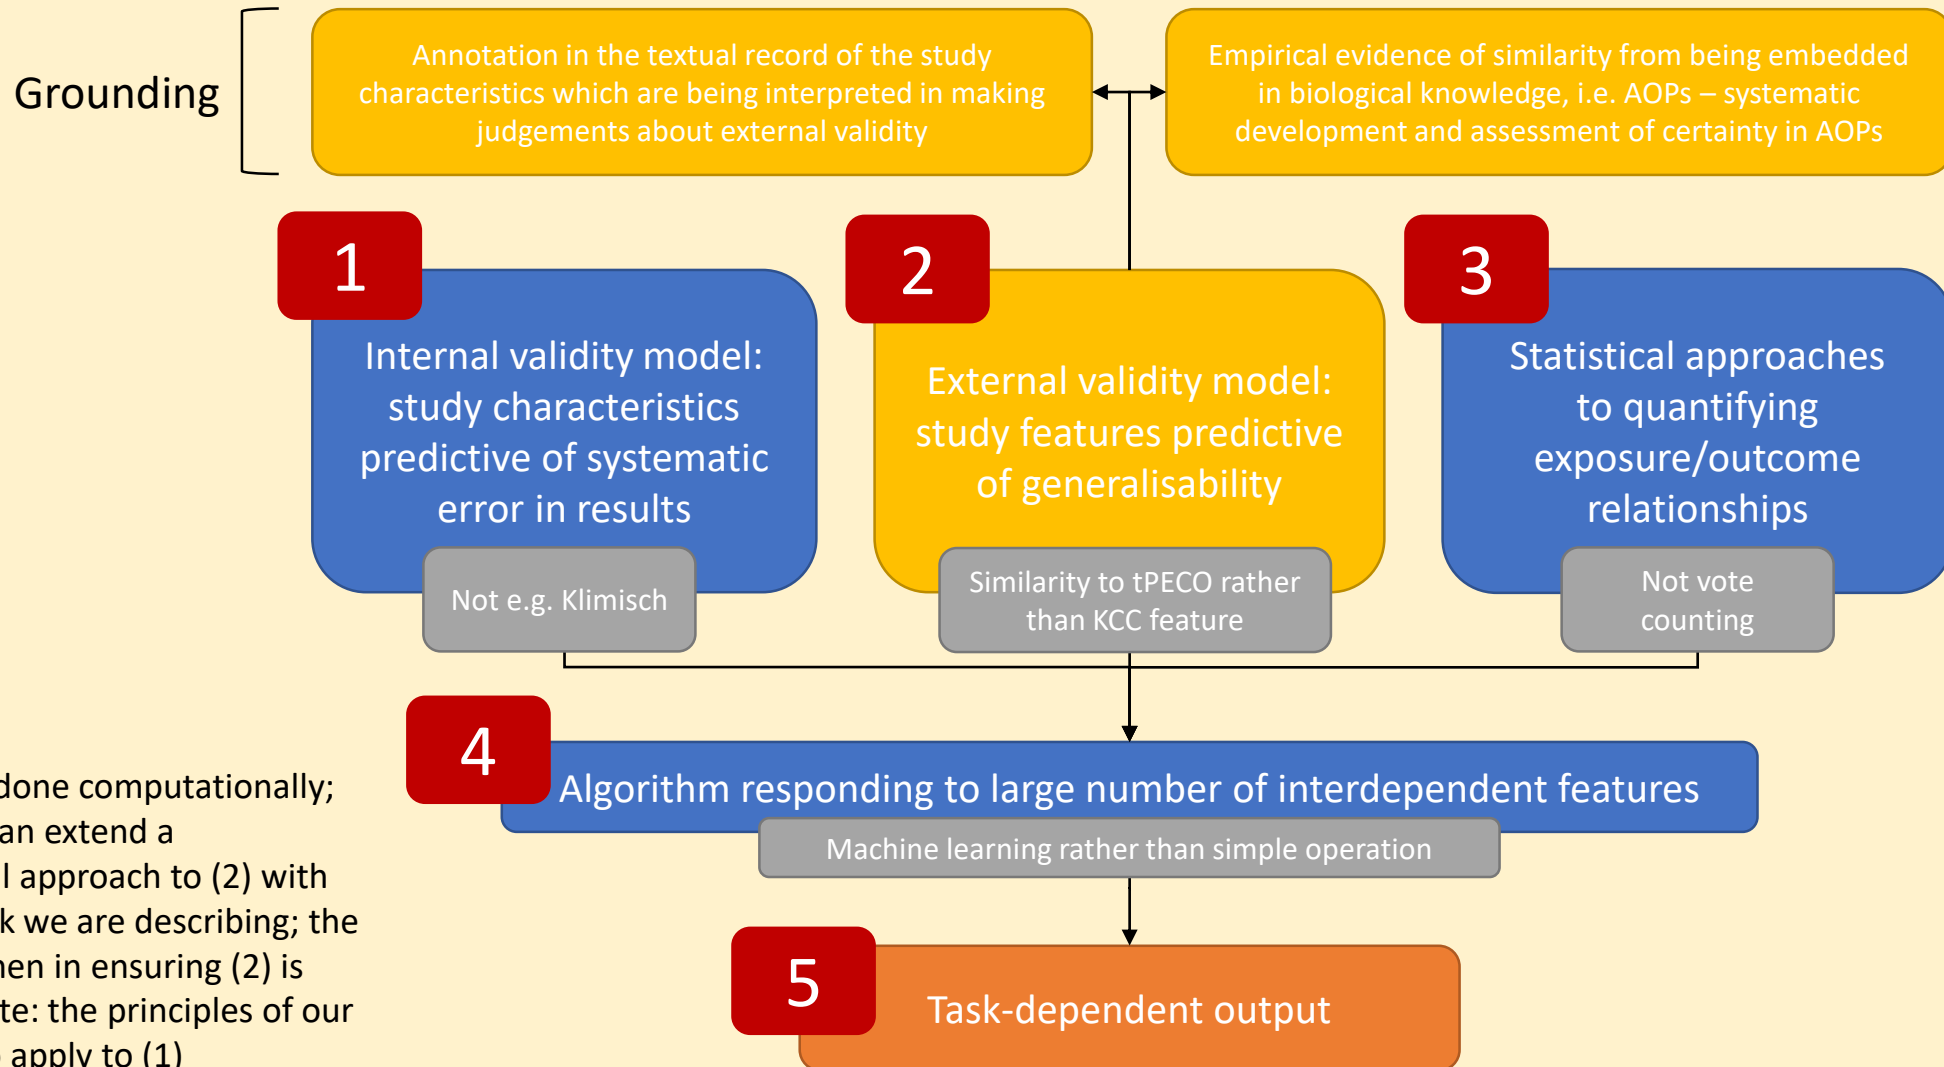 Grounding
Annotation in the textual record of the study
characteristics which are being interpreted in making
judgements about external validity
Empirical evidence of similarity from being embedded
in biological knowledge, i.e. AOPs – systematic
development and assessment of certainty in AOPs
1
Internal validity model:
study characteristics
predictive of systematic
error in results
Not e.g. Klimisch
2
External validity model:
study features predictive
of generalisability
Similarity to tPECO rather
than KCC feature
3
Statistical approaches
to quantifying
exposure/outcome
relationships
Not vote
counting
4
Algorithm responding to large number of interdependent features
Machine learning rather than simple operation
done computationally;
an extend a
l approach to (2) with
k we are describing; the
hen in ensuring (2) is
te: the principles of our
apply to (1)
5
Task-dependent output